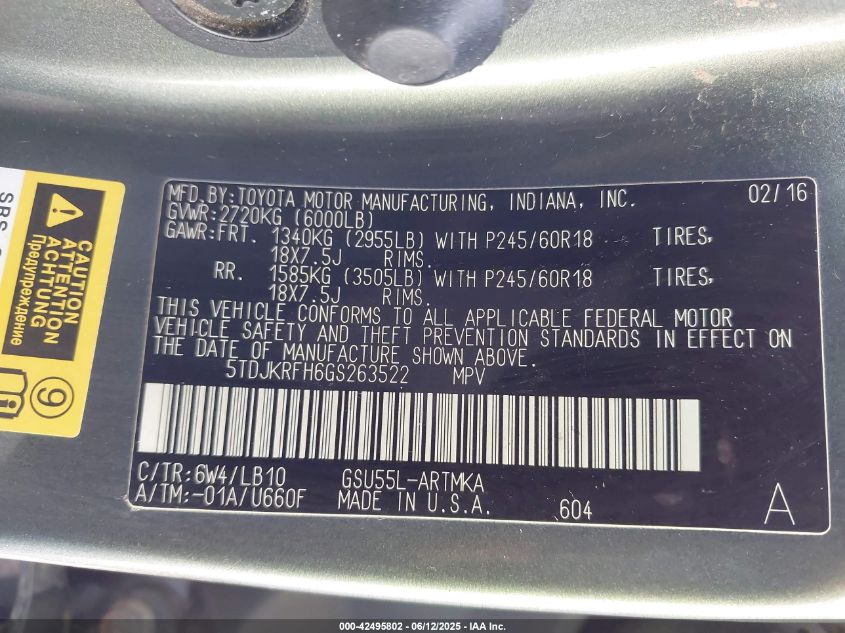 MFD.BY:TOYOTA MOTOR MANUFACTURING, INDIANA, INC. 02/16
GVWR:2720KG (6000LB)
GAWR:FRT. 1340KG (2955LB) WITH P245/60R18 TIRES,
18X7.5J RIMS.
RR. 1585KG (3505LB) WITH P245/60R18 TIRES,
18X7.5J RIMS.
THIS VEHICLE CONFORMS TO ALL APPLICABLE FEDERAL MOTOR
VEHICLE SAFETY AND THEFT PREVENTION STANDARDS IN EFFECT ON
THE DATE OF MANUFACTURE SHOWN ABOVE.
5TDJKRFH6GS263522 MPV
C/TR:6W4/LB10 GSU55L-ARTMKA
A/TM:-01A/U660F MADE IN U.S.A. 604 A
SRS
CAUTION
ATTENTION
ACHTUNG
Предупреждение
9
000-42495802 - 06/12/2025 - IAA Inc.